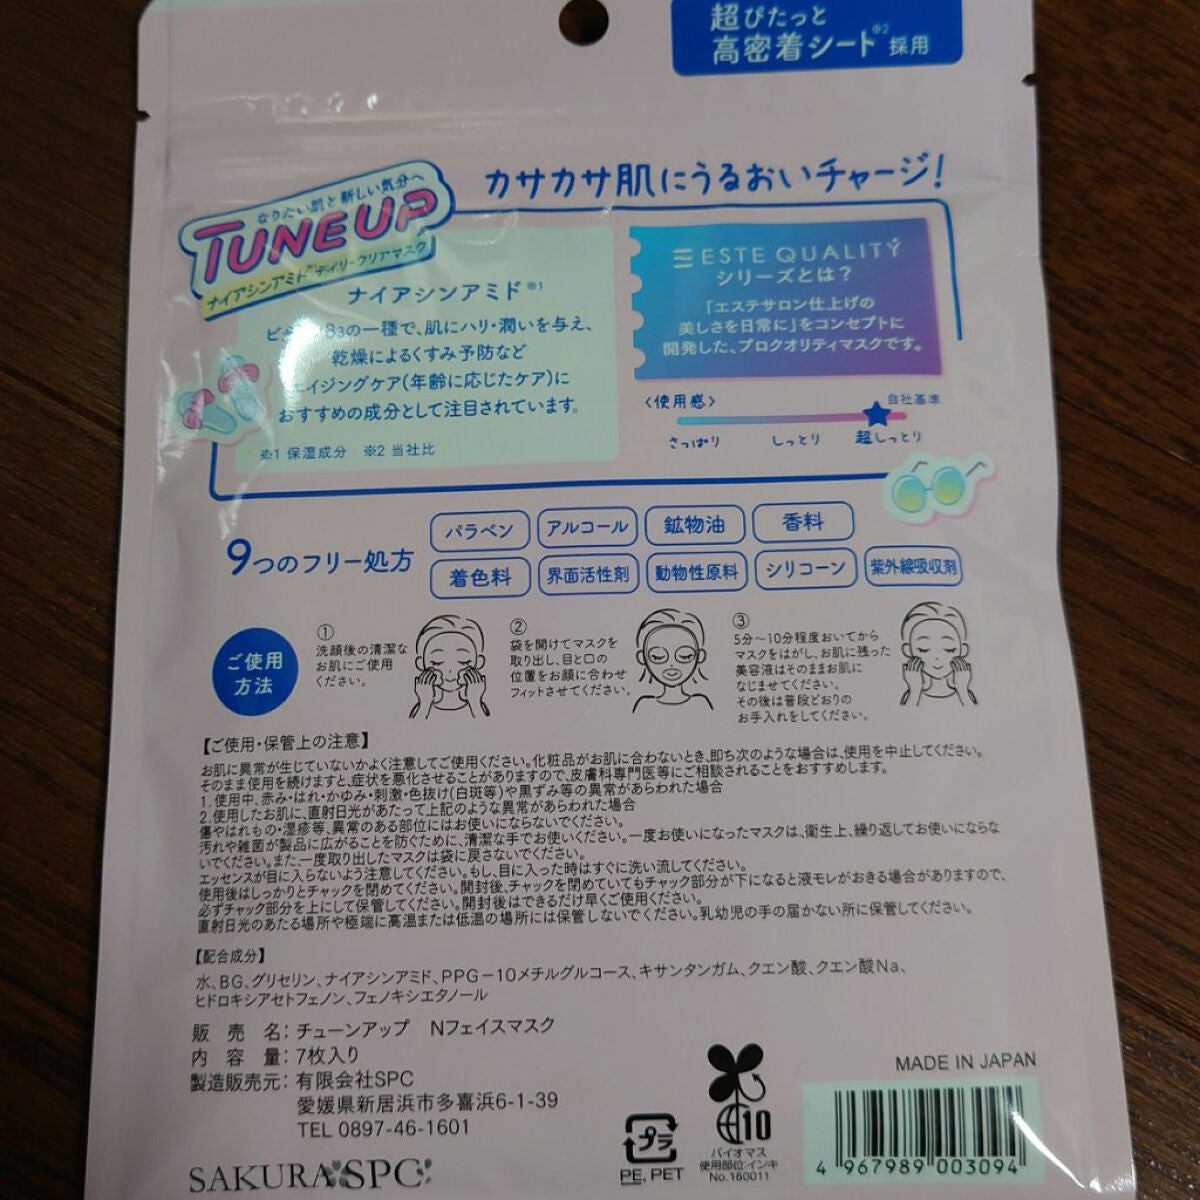 超ぴたっと
高密着シート※2採用
カサカサ肌にうるおいチャージ!
なりたい肌と新しい気分へ
TUNEUP
ナイアシンアミド※1デイリークリアマスク
ナイアシンアミド※1
B3の一種で、肌にハリ・潤いを与え、
乾燥によるくすみ予防など
エイジングケア(年齢に応じたケア)に
おすすめの成分として注目されています。
※1 保湿成分 ※2 当社比
ESTE QUALITY
シリーズとは?
「エステサロン仕上げの
美しさを日常に」をコンセプトに
開発した、プロクオリティマスクです。
〈使用感〉 自社基準
さっぱり しっとり 超しっとり
9つのフリー処方
パラベン アルコール 鉱物油 香料
着色料 界面活性剤 動物性原料 シリコーン 紫外線吸収剤
ご使用
方法
①
洗顔後の清潔な
お肌にご使用
ください。
②
袋を開けてマスクを
取り出し、目と口の
位置をお顔に合わせ
フィットさせてください。
③
5分〜10分程度おいてから
マスクをはがし、お肌に残った
美容液はそのままお肌に
なじませてください。
その後は普段どおりの
お手入れをしてください。
【ご使用・保管上の注意】
お肌に異常が生じていないかよく注意してご使用ください。化粧品がお肌に合わないとき、即ち次のような場合は、使用を中止してください。
そのまま使用を続けますと、症状を悪化させることがありますので、皮膚科専門医等にご相談されることをおすすめします。
1.使用中、赤み・はれ・かゆみ・刺激・色抜け(白斑等)や黒ずみ等の異常があらわれた場合
2.使用したお肌に、直射日光があたって上記のような異常があらわれた場合
傷やはれもの・湿疹等、異常のある部位にはお使いにならないでください。
汚れや雑菌が製品に広がることを防ぐために、清潔な手でお使いください。一度お使いになったマスクは、衛生上、繰り返してお使いにならな
いでください。また、一度取り出したマスクは袋に戻さないでください。
エッセンスが目に入らないよう注意してください。もし、目に入った時はすぐに洗い流してください。
使用後はしっかりとチャックを閉めてください。開封後、チャックを閉めていてもチャック部分が下になると液モレがおきる場合がありますので、
必ずチャック部分を上にして保管してください。開封後はできるだけ早くご使用ください。
直射日光のあたる場所や極端に高温または低温の場所には保管しないでください。乳幼児の手の届かない所に保管してください。
【配合成分】
水、BG、グリセリン、ナイアシンアミド、PPG-10メチルグルコース、キサンタンガム、クエン酸、クエン酸Na、
ヒドロキシアセトフェノン、フェノキシエタノール
販売名:チューンアップ Nフェイスマスク
内容量:7枚入り
製造販売元:有限会社SPC
愛媛県新居浜市多喜浜6-1-39
TEL 0897-46-1601
SAKURA SPC
プラ
PE, PET
10
バイオマス
使用部位:インキ
No.160011
MADE IN JAPAN
4 967989 003094